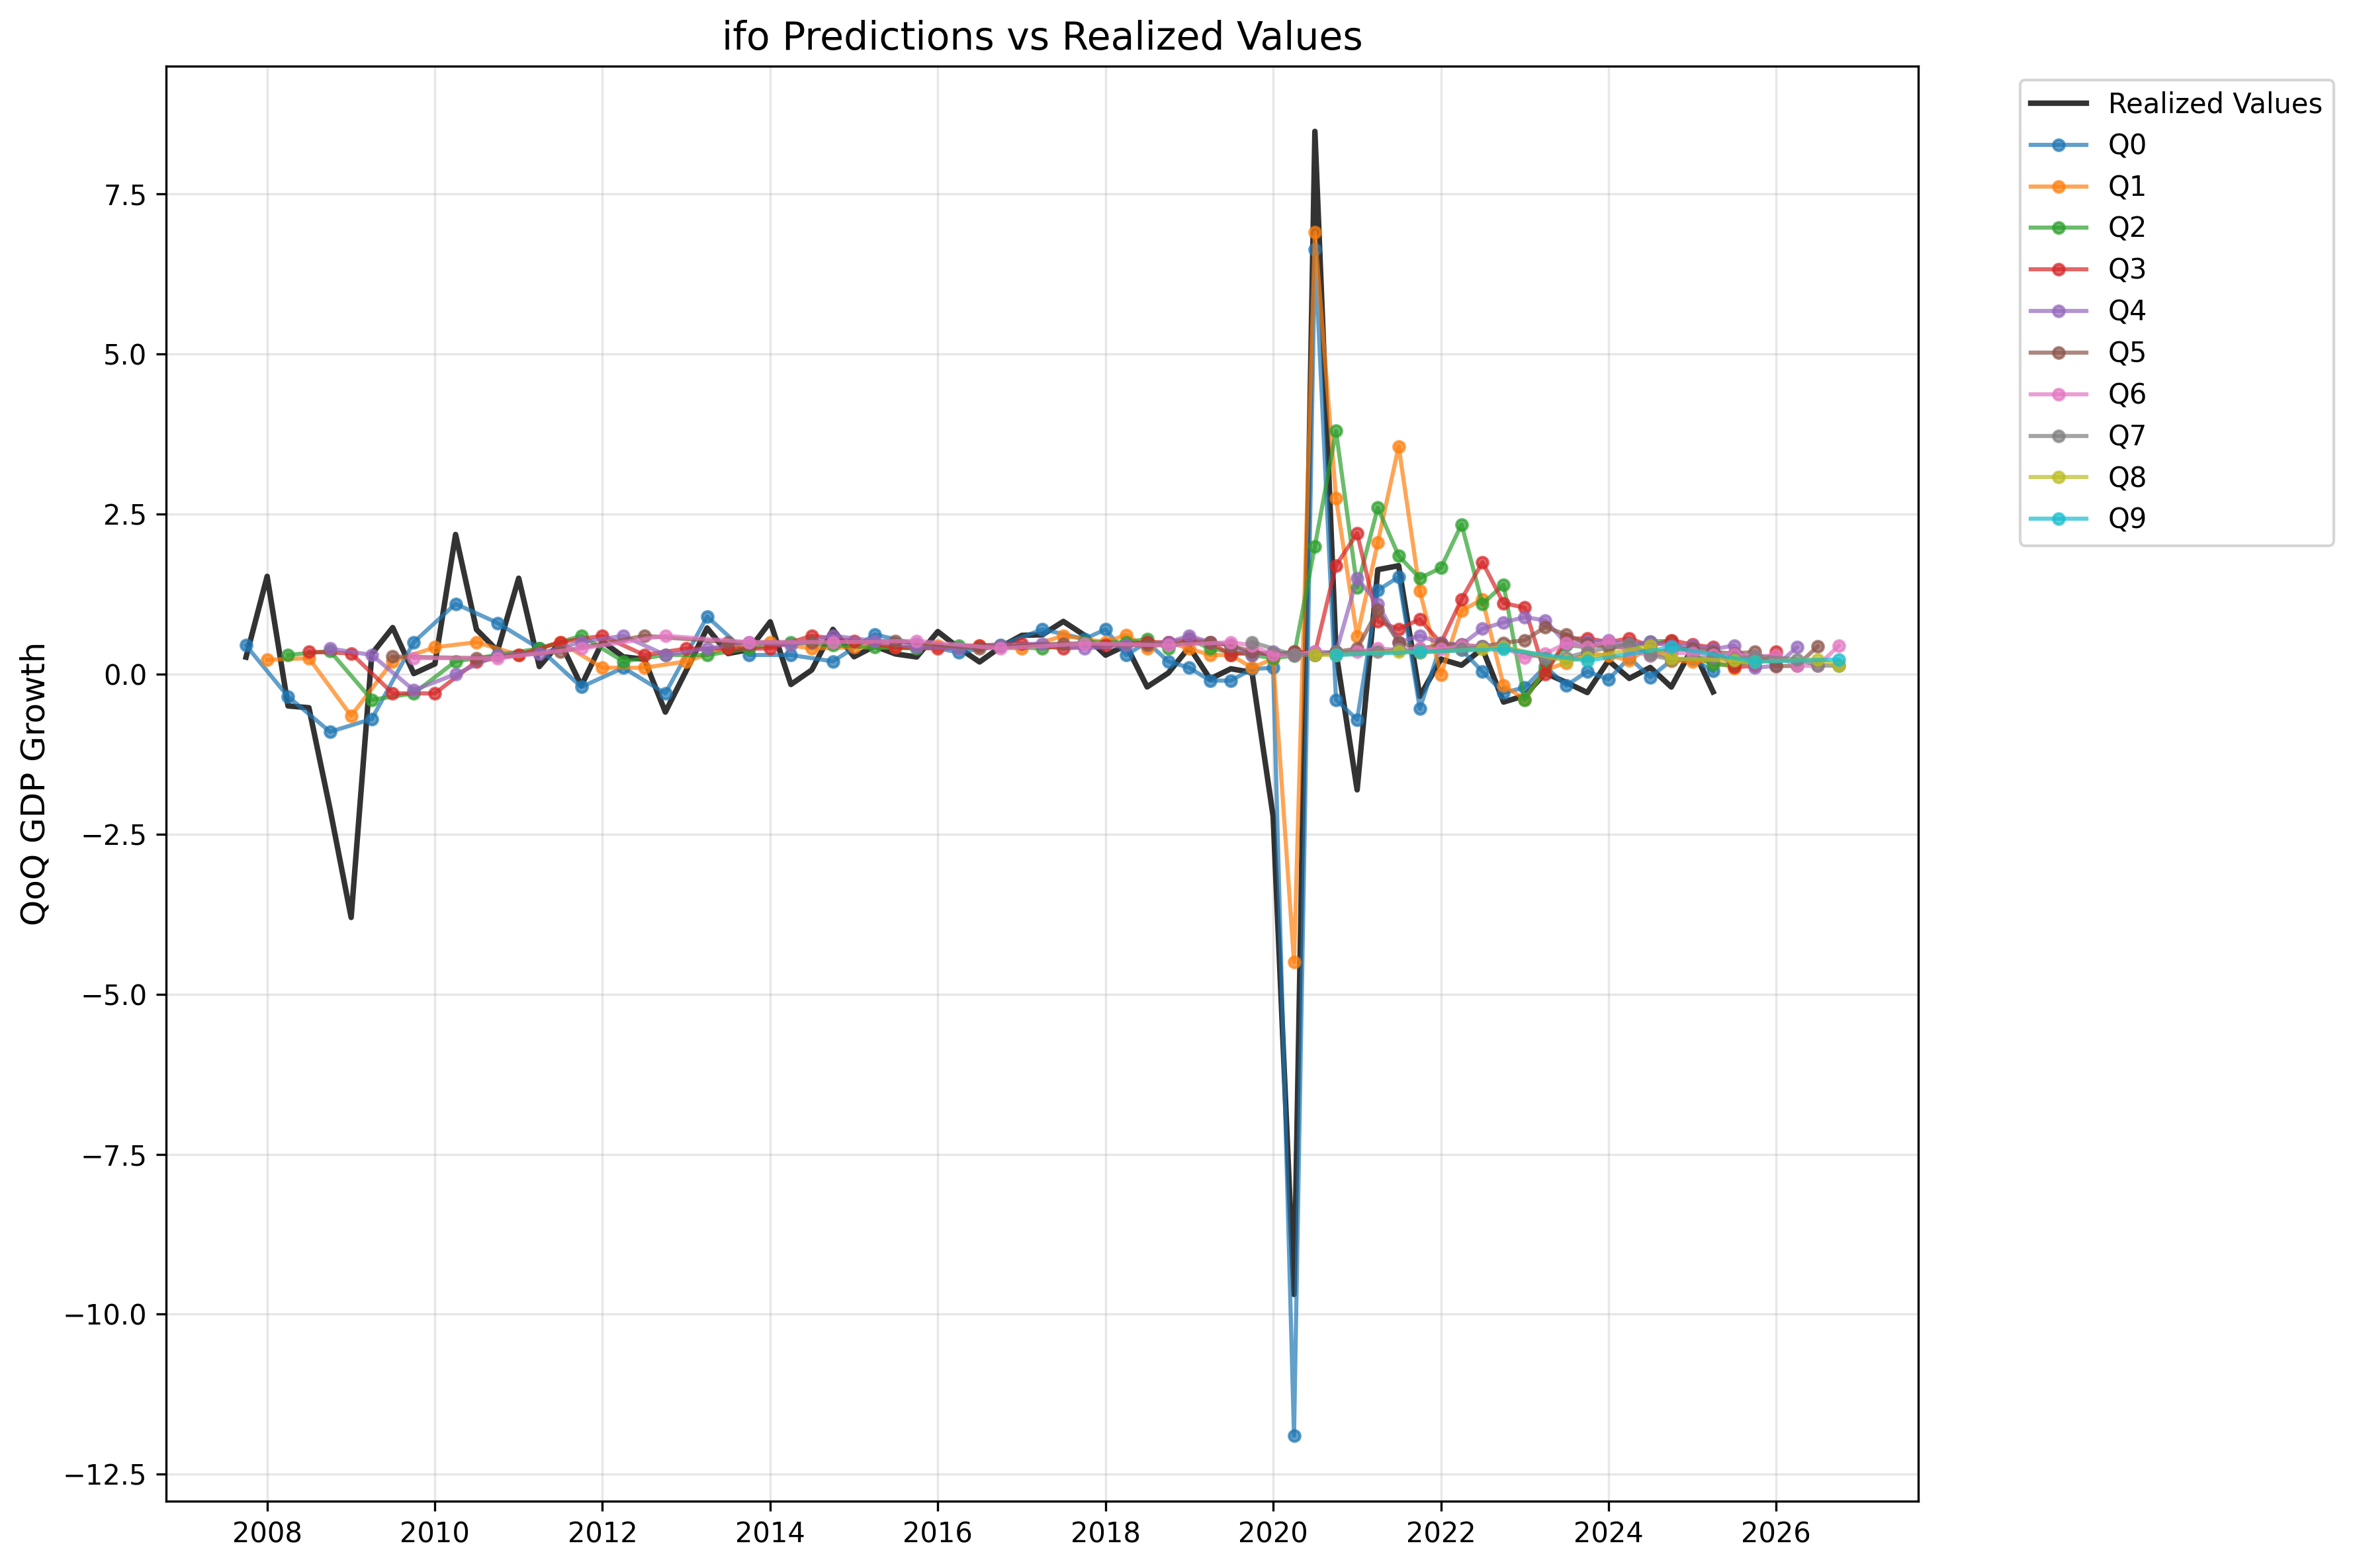 ifo Predictions vs Realized Values
QoQ GDP Growth
7.5
5.0
2.5
0.0
−2.5
−5.0
−7.5
−10.0
−12.5
2008
2010
2012
2014
2016
2018
2020
2022
2024
2026
Realized Values
Q0
Q1
Q2
Q3
Q4
Q5
Q6
Q7
Q8
Q9